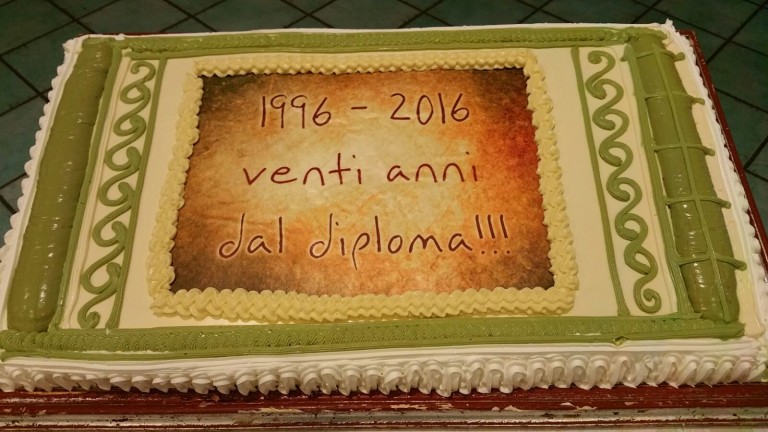 1996 - 2016
venti anni
dal diploma!!!